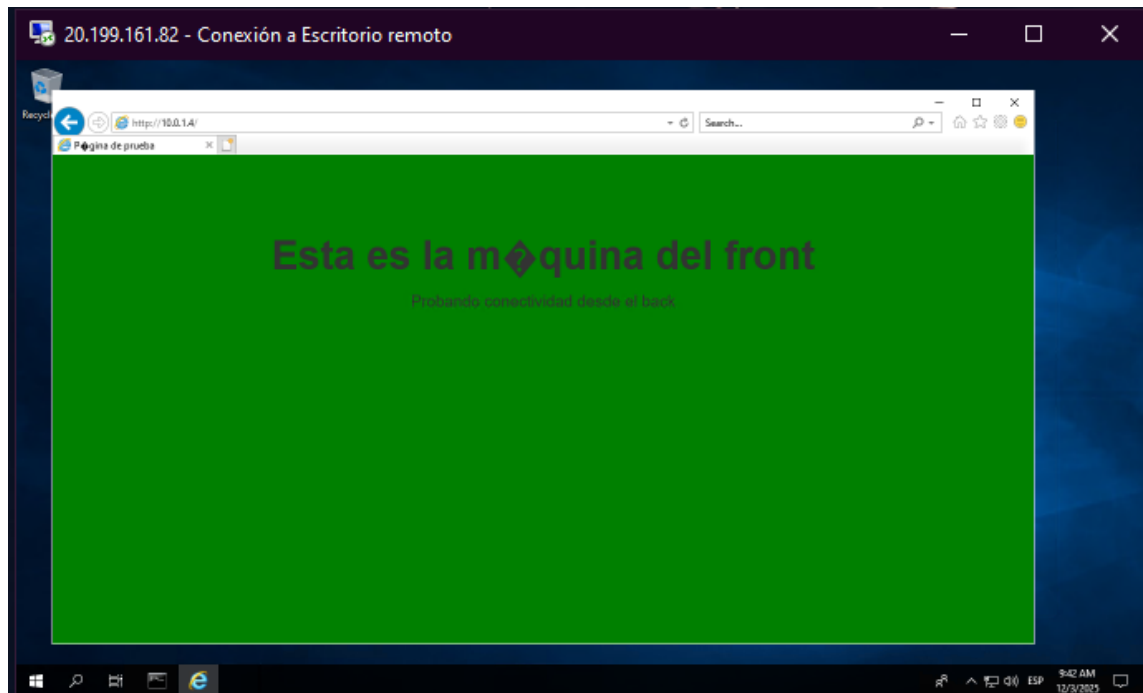 20.199.161.82 - Conexión a Escritorio remoto
http://10.0.1.4/
Search...
P�gina de prueba
Esta es la m�quina del front
Probando conectividad desde el back
ESP
9:42 AM
12/3/2025